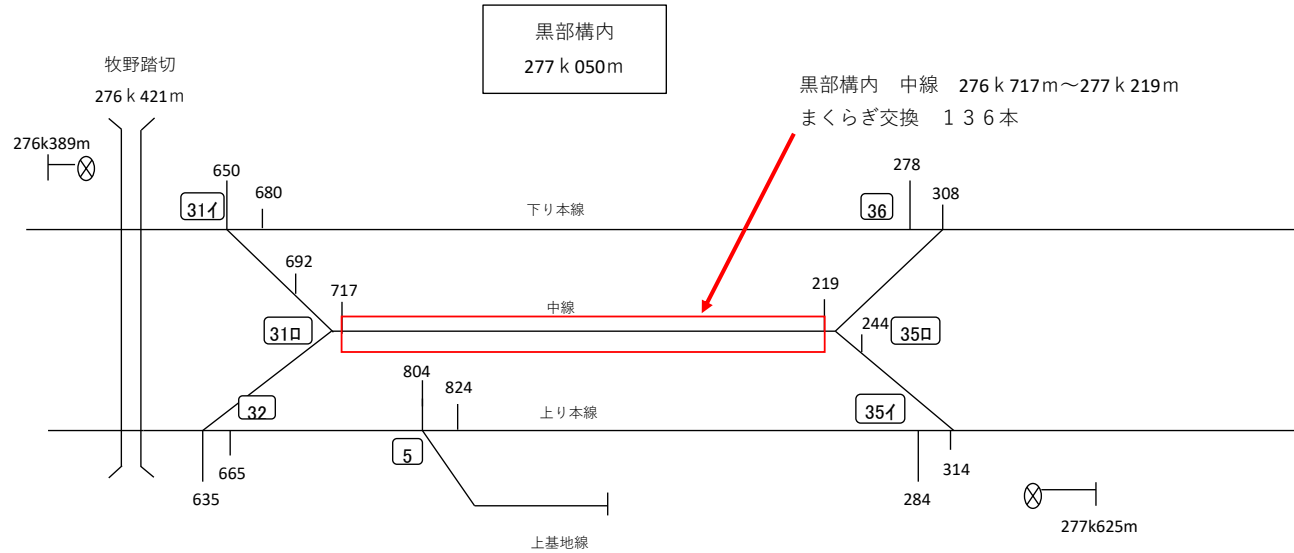 黒部構内
277ｋ050ｍ
牧野踏切
276ｋ421ｍ
黒部構内　中線　276ｋ717ｍ～277ｋ219ｍ
まくらぎ交換　１３６本
276k389m
650
680
31イ
下り本線
278
36
308
692
717
中線
219
31ロ
244
35ロ
804
824
32
上り本線
35イ
5
665
635
314
284
277k625m
上基地線